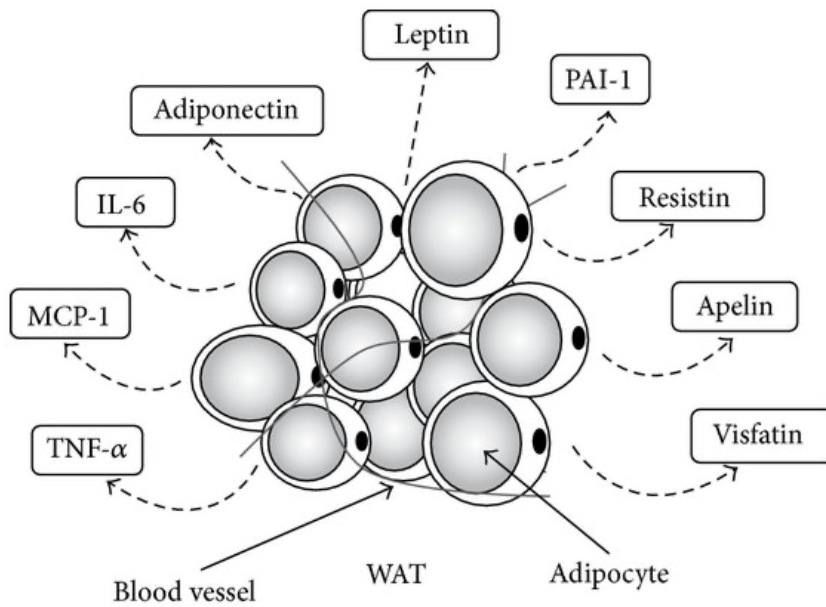 Leptin
PAI-1
Adiponectin
IL-6
Resistin
MCP-1
Apelin
TNF-α
Visfatin
Blood vessel
WAT
Adipocyte